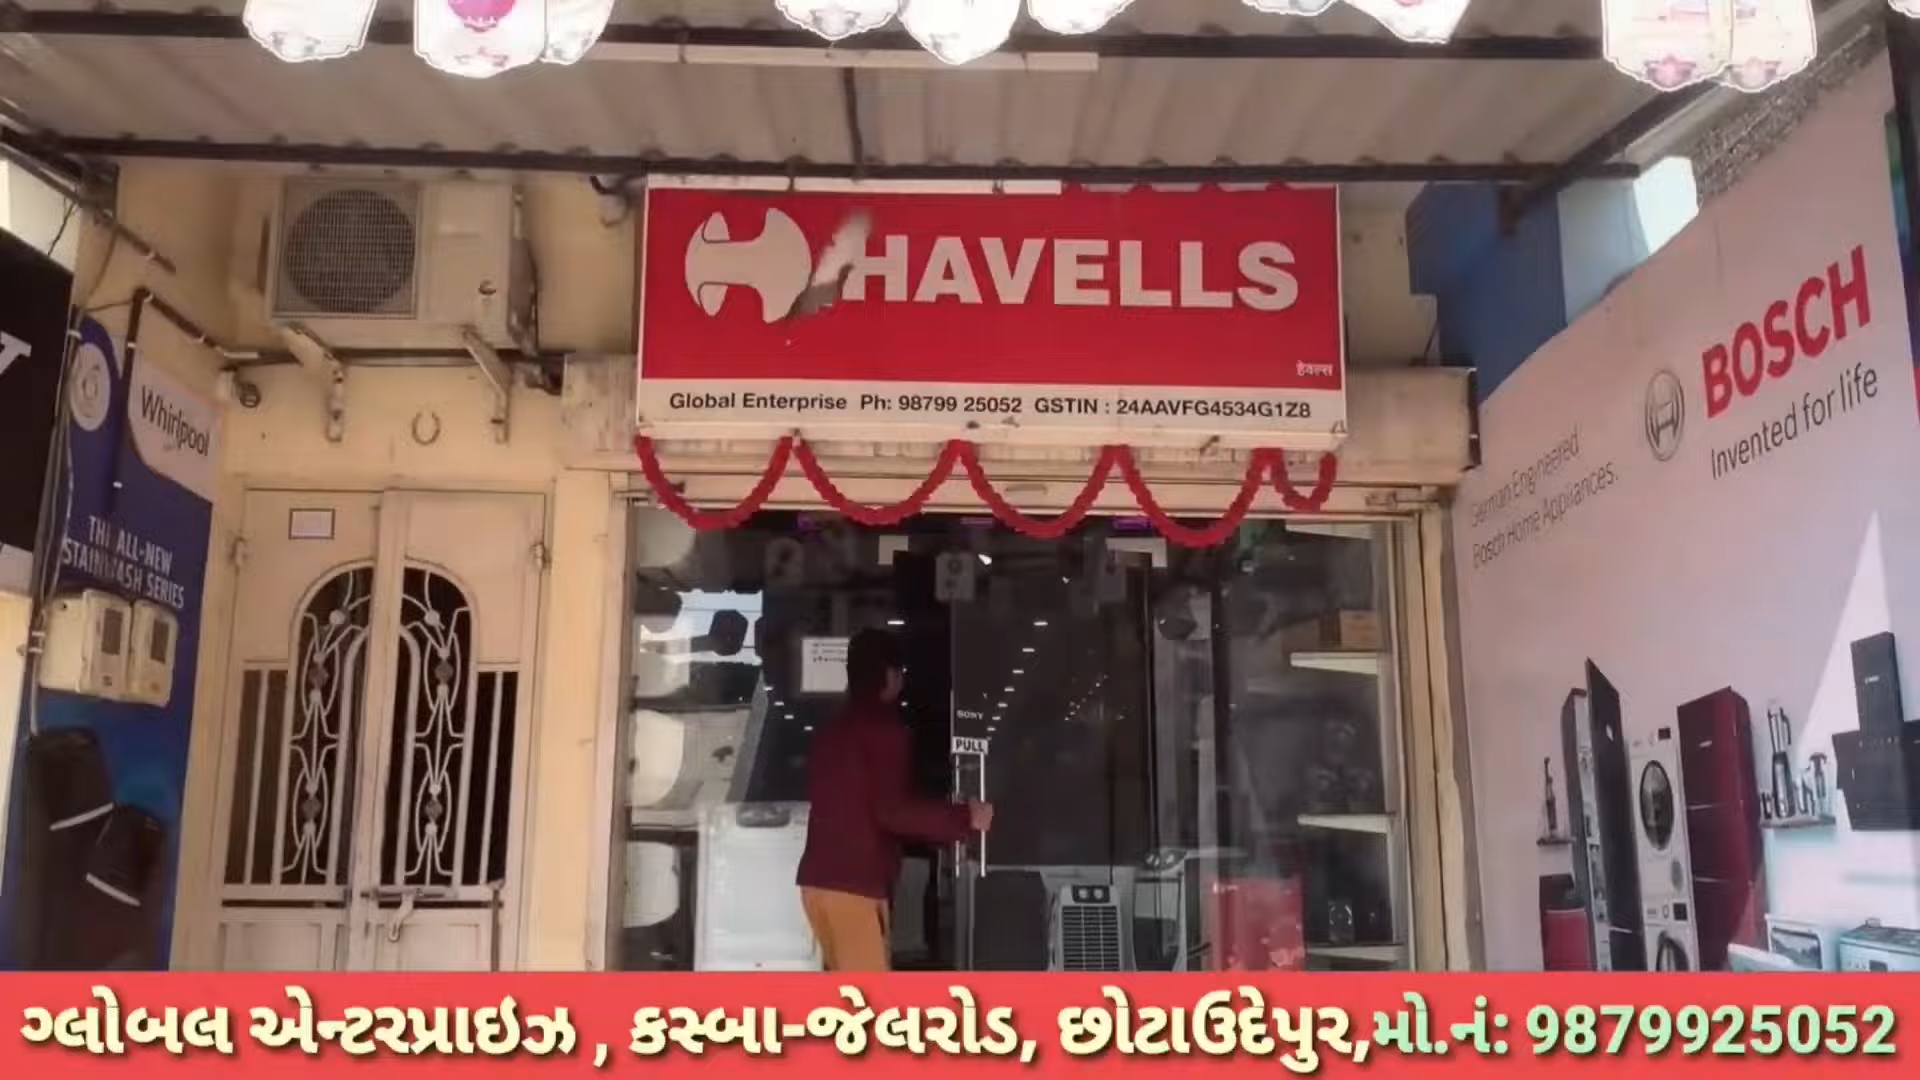 HAVELLS
हैवल्स
Global Enterprise Ph: 98799 25052 GSTIN : 24AAVFG4534G1Z8
Whirlpool
THE ALL-NEW
STAINWASH SERIES
BOSCH
Invented for life
German Engineered
Bosch Home Appliances.
SONY
PULL
ગ્લોબલ એન્ટરપ્રાઇઝ , કસ્બા-જેલરોડ, છોટાઉદેપુર,મો.નં: 9879925052